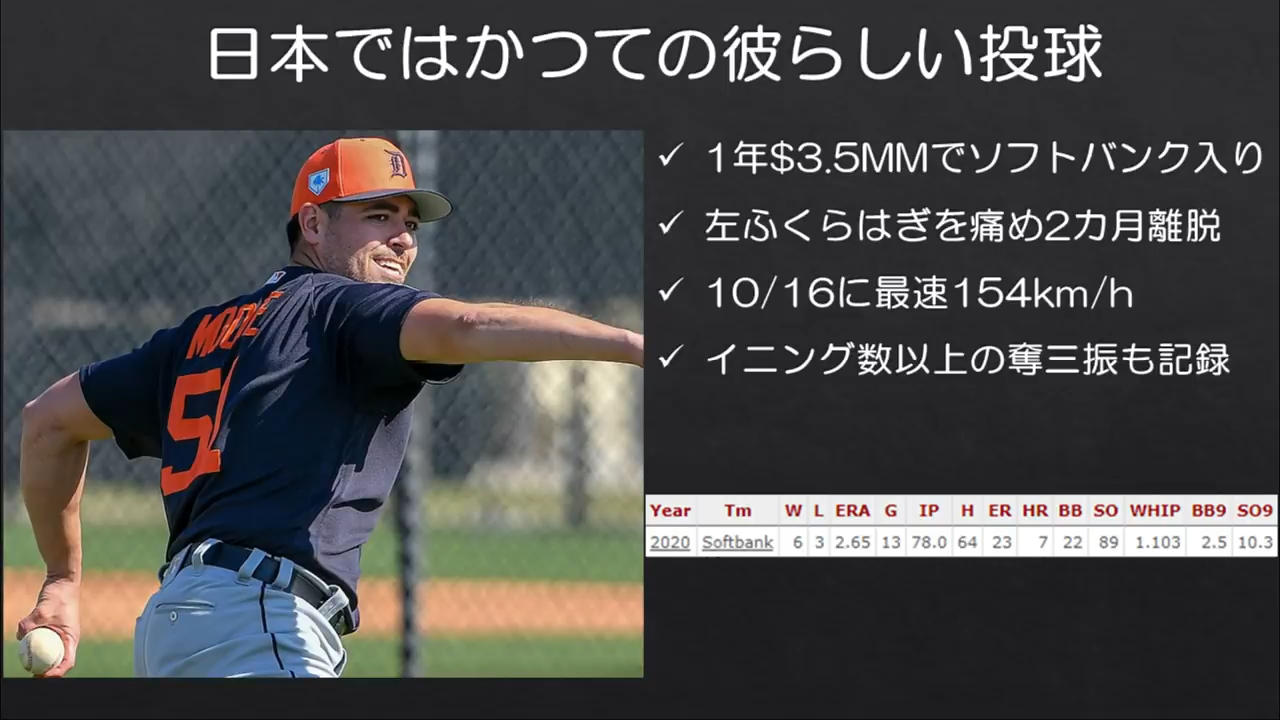 日本ではかつての彼らしい投球
✓ 1年$3.5MMでソフトバンク入り
✓ 左ふくらはぎを痛め2カ月離脱
✓ 10/16に最速154km/h
✓ イニング数以上の奪三振も記録
D
MOORE
51
Year Tm W L ERA G IP H ER HR BB SO WHIP BB9 SO9
2020 Softbank 6 3 2.65 13 78.0 64 23 7 22 89 1.103 2.5 10.3